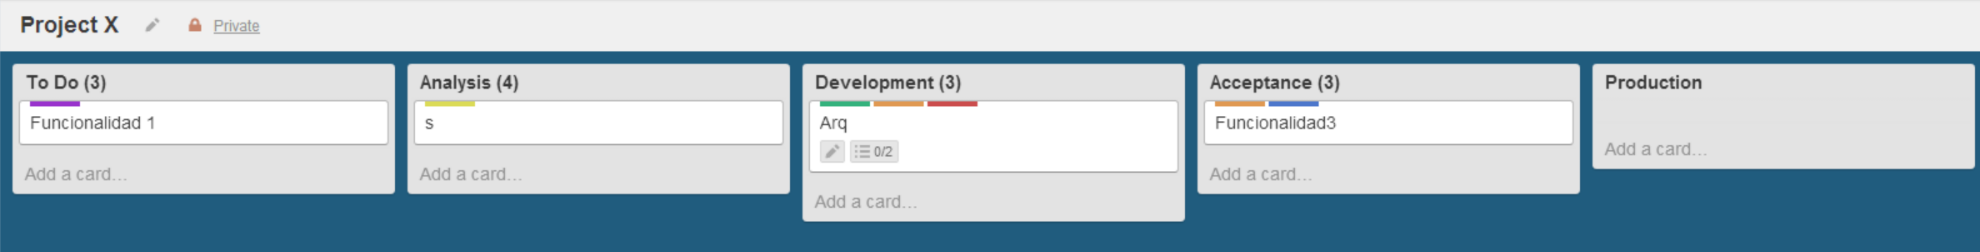 Project X Private
To Do (3)
Funcionalidad 1
Add a card...
Analysis (4)
s
Add a card...
Development (3)
Arq
0/2
Add a card...
Acceptance (3)
Funcionalidad3
Add a card...
Production
Add a card...